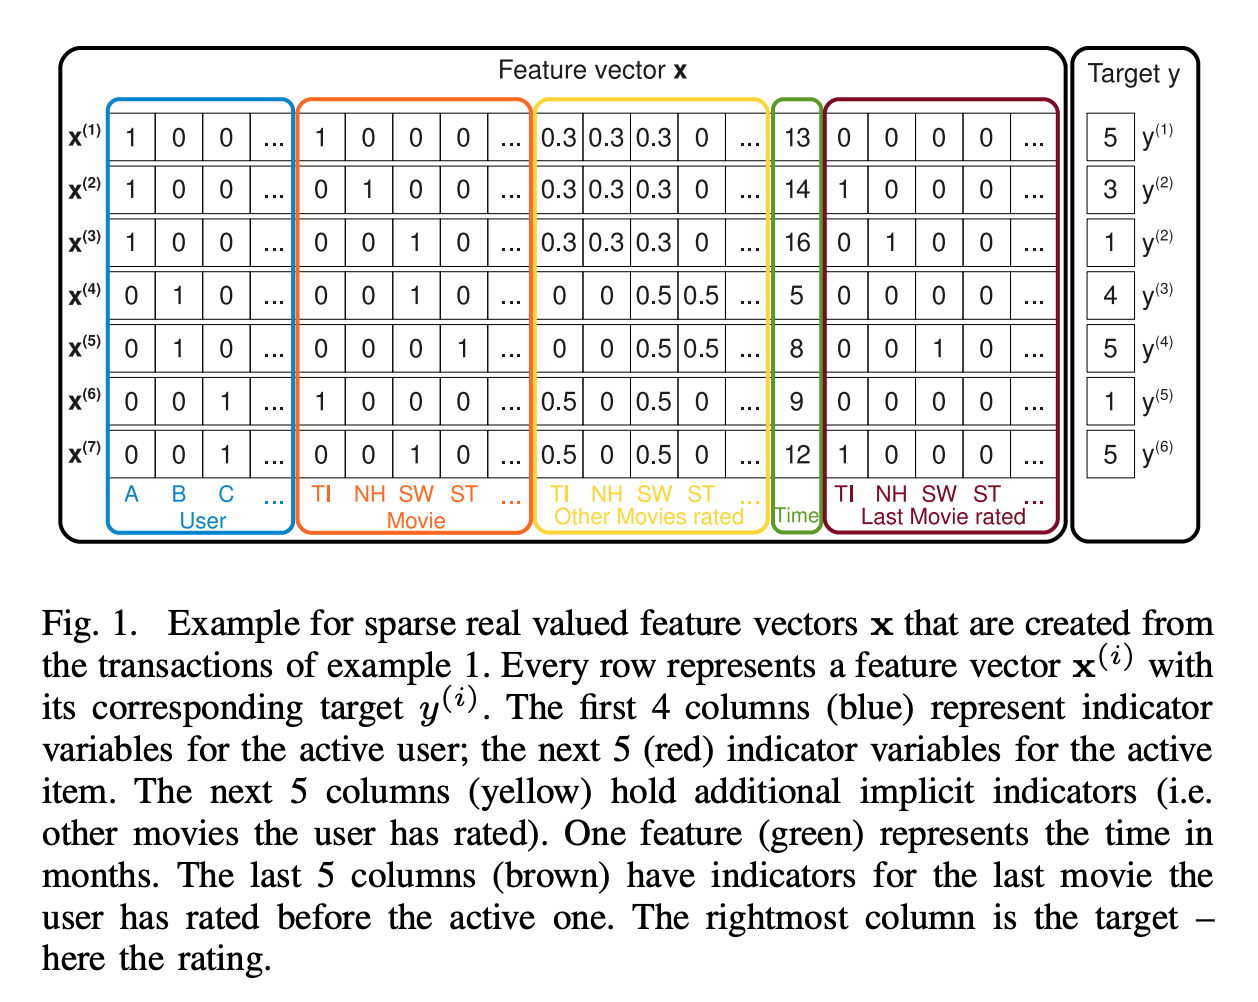 Feature vector x
Target y
x(1) 1 0 0 ... 1 0 0 0 ... 0.3 0.3 0.3 0 ... 13 0 0 0 0 ... 5 y(1)
x(2) 1 0 0 ... 0 1 0 0 ... 0.3 0.3 0.3 0 ... 14 1 0 0 0 ... 3 y(2)
x(3) 1 0 0 ... 0 0 1 0 ... 0.3 0.3 0.3 0 ... 16 0 1 0 0 ... 1 y(2)
x(4) 0 1 0 ... 0 0 1 0 ... 0 0 0.5 0.5 ... 5 0 0 0 0 ... 4 y(3)
x(5) 0 1 0 ... 0 0 0 1 ... 0 0 0.5 0.5 ... 8 0 0 1 0 ... 5 y(4)
x(6) 0 0 1 ... 1 0 0 0 ... 0.5 0 0.5 0 ... 9 0 0 0 0 ... 1 y(5)
x(7) 0 0 1 ... 0 0 1 0 ... 0.5 0 0.5 0 ... 12 1 0 0 0 ... 5 y(6)
A B C ... TI NH SW ST ... TI NH SW ST ... TI NH SW ST ...
User Movie Other Movies rated Time Last Movie rated
Fig. 1. Example for sparse real valued feature vectors x that are created from
the transactions of example 1. Every row represents a feature vector x(i) with
its corresponding target y(i). The first 4 columns (blue) represent indicator
variables for the active user; the next 5 (red) indicator variables for the active
item. The next 5 columns (yellow) hold additional implicit indicators (i.e.
other movies the user has rated). One feature (green) represents the time in
months. The last 5 columns (brown) have indicators for the last movie the
user has rated before the active one. The rightmost column is the target –
here the rating.